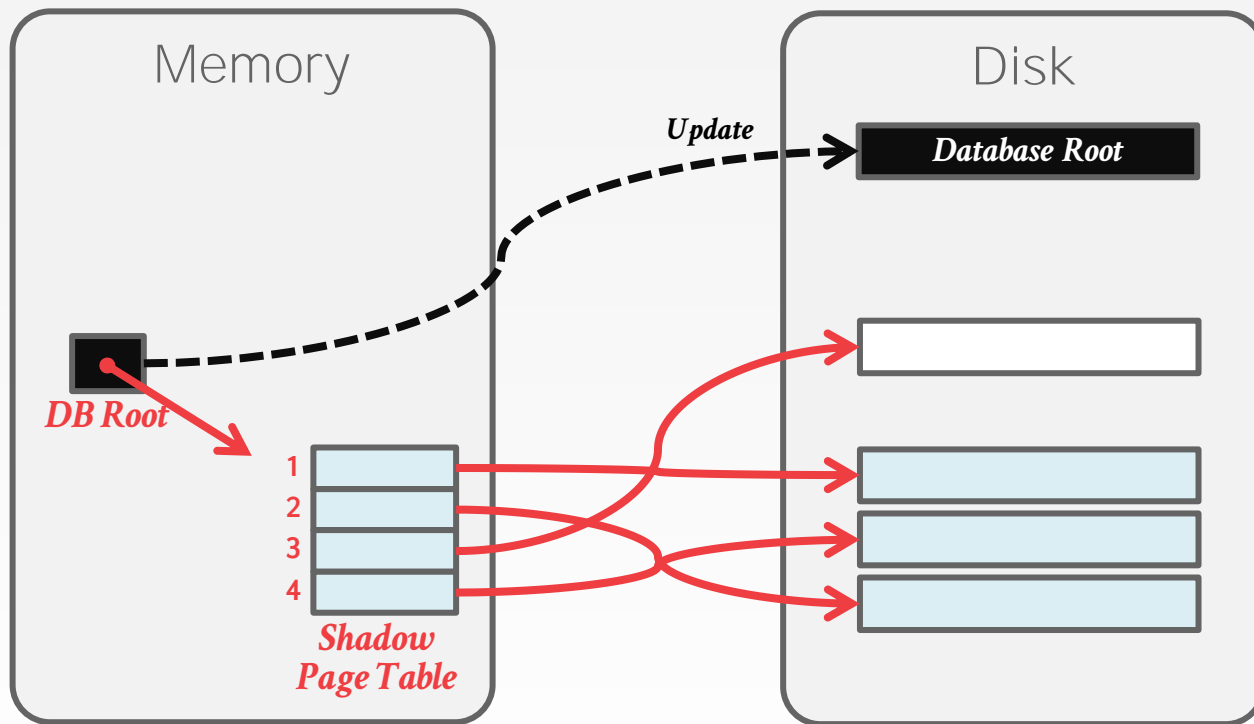 Memory
Disk
Update
Database Root
DB Root
1
2
3
4
Shadow
Page Table